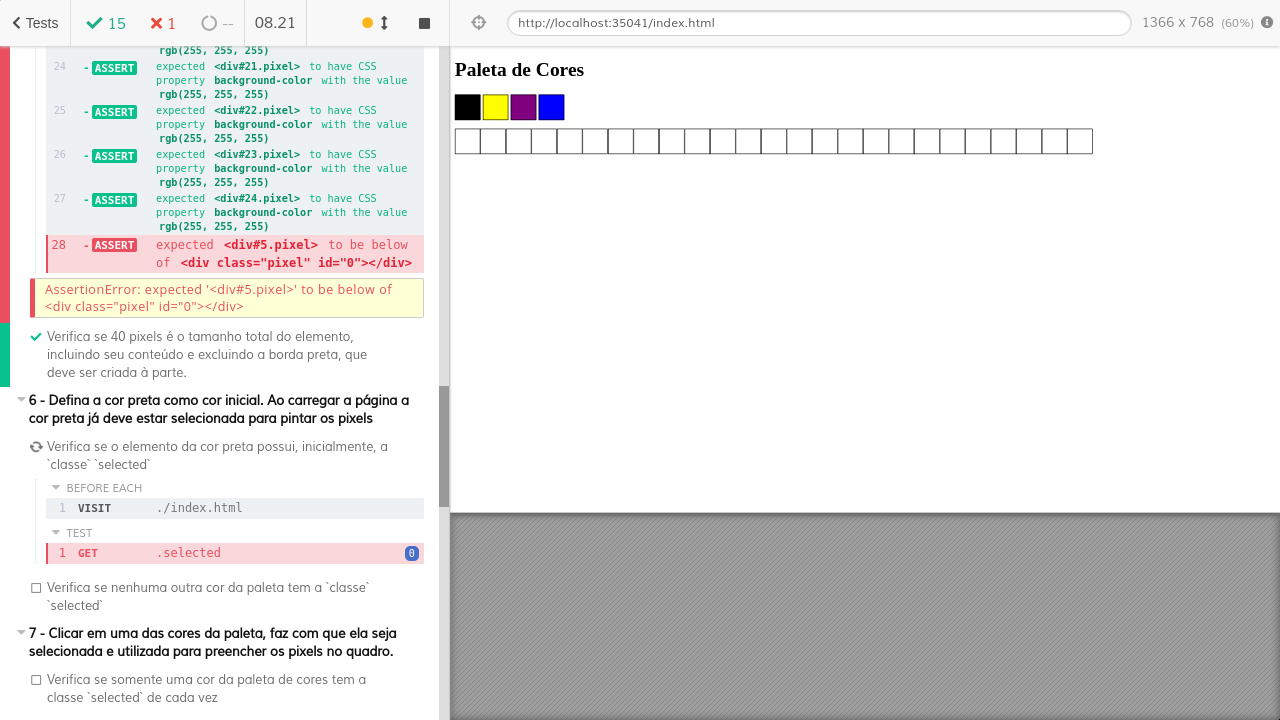 Tests
15
1
--
08.21
http://localhost:35041/index.html
1366 x 768 (60%)
rgb(255, 255, 255)
24 -ASSERT expected <div#21.pixel> to have CSS
property background-color with the value
rgb(255, 255, 255)
25 -ASSERT expected <div#22.pixel> to have CSS
property background-color with the value
rgb(255, 255, 255)
26 -ASSERT expected <div#23.pixel> to have CSS
property background-color with the value
rgb(255, 255, 255)
27 -ASSERT expected <div#24.pixel> to have CSS
property background-color with the value
rgb(255, 255, 255)
28 -ASSERT expected <div#5.pixel> to be below
of <div class="pixel" id="0"></div>
AssertionError: expected '<div#5.pixel>' to be below of
<div class="pixel" id="0"></div>
Verifica se 40 pixels é o tamanho total do elemento,
incluindo seu conteúdo e excluindo a borda preta, que
deve ser criada à parte.
6 - Defina a cor preta como cor inicial. Ao carregar a página a
cor preta já deve estar selecionada para pintar os pixels
Verifica se o elemento da cor preta possui, inicialmente, a
`classe` `selected`
BEFORE EACH
1 VISIT ./index.html
TEST
1 GET .selected 0
Verifica se nenhuma outra cor da paleta tem a `classe`
`selected`
7 - Clicar em uma das cores da paleta, faz com que ela seja
selecionada e utilizada para preencher os pixels no quadro.
Verifica se somente uma cor da paleta de cores tem a
classe `selected` de cada vez
Paleta de Cores